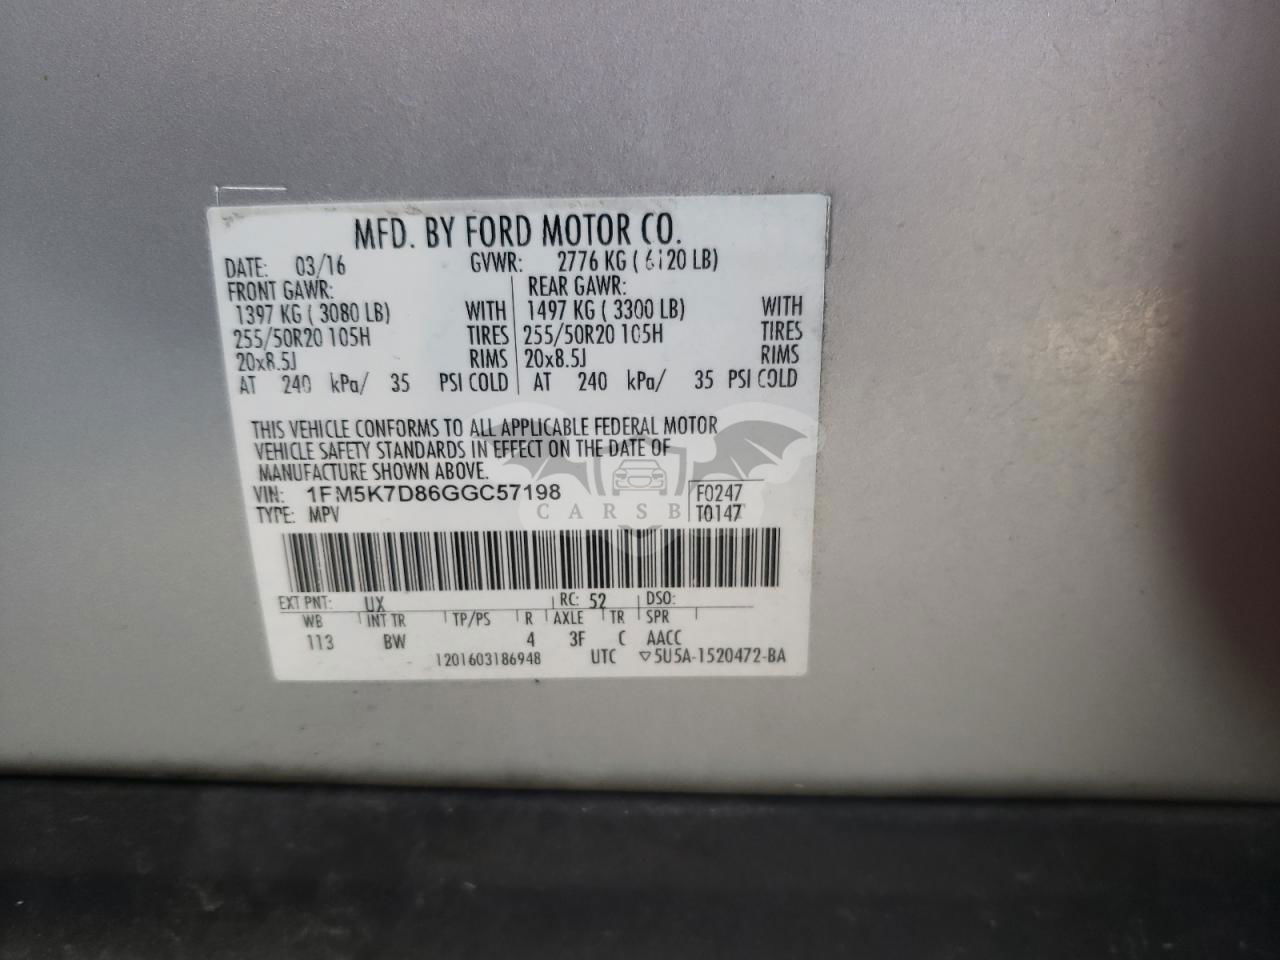 MFD. BY FORD MOTOR CO.
DATE: 03/16 GVWR: 2776 KG ( 6120 LB)
FRONT GAWR: REAR GAWR:
1397 KG ( 3080 LB) WITH 1497 KG ( 3300 LB) WITH
255/50R20 105H TIRES 255/50R20 105H TIRES
20x8.5J RIMS 20x8.5J RIMS
AT 240 kPa/ 35 PSI COLD AT 240 kPa/ 35 PSI COLD
THIS VEHICLE CONFORMS TO ALL APPLICABLE FEDERAL MOTOR
VEHICLE SAFETY STANDARDS IN EFFECT ON THE DATE OF
MANUFACTURE SHOWN ABOVE.
VIN: 1FM5K7D86GGC57198 F0247
TYPE: MPV T0147
EXT PNT: UX RC: 52 DSO:
WB INT TR TP/PS R AXLE TR SPR
113 BW 4 3F C AACC
1201603186948 UTC ▽5U5A-1520472-BA